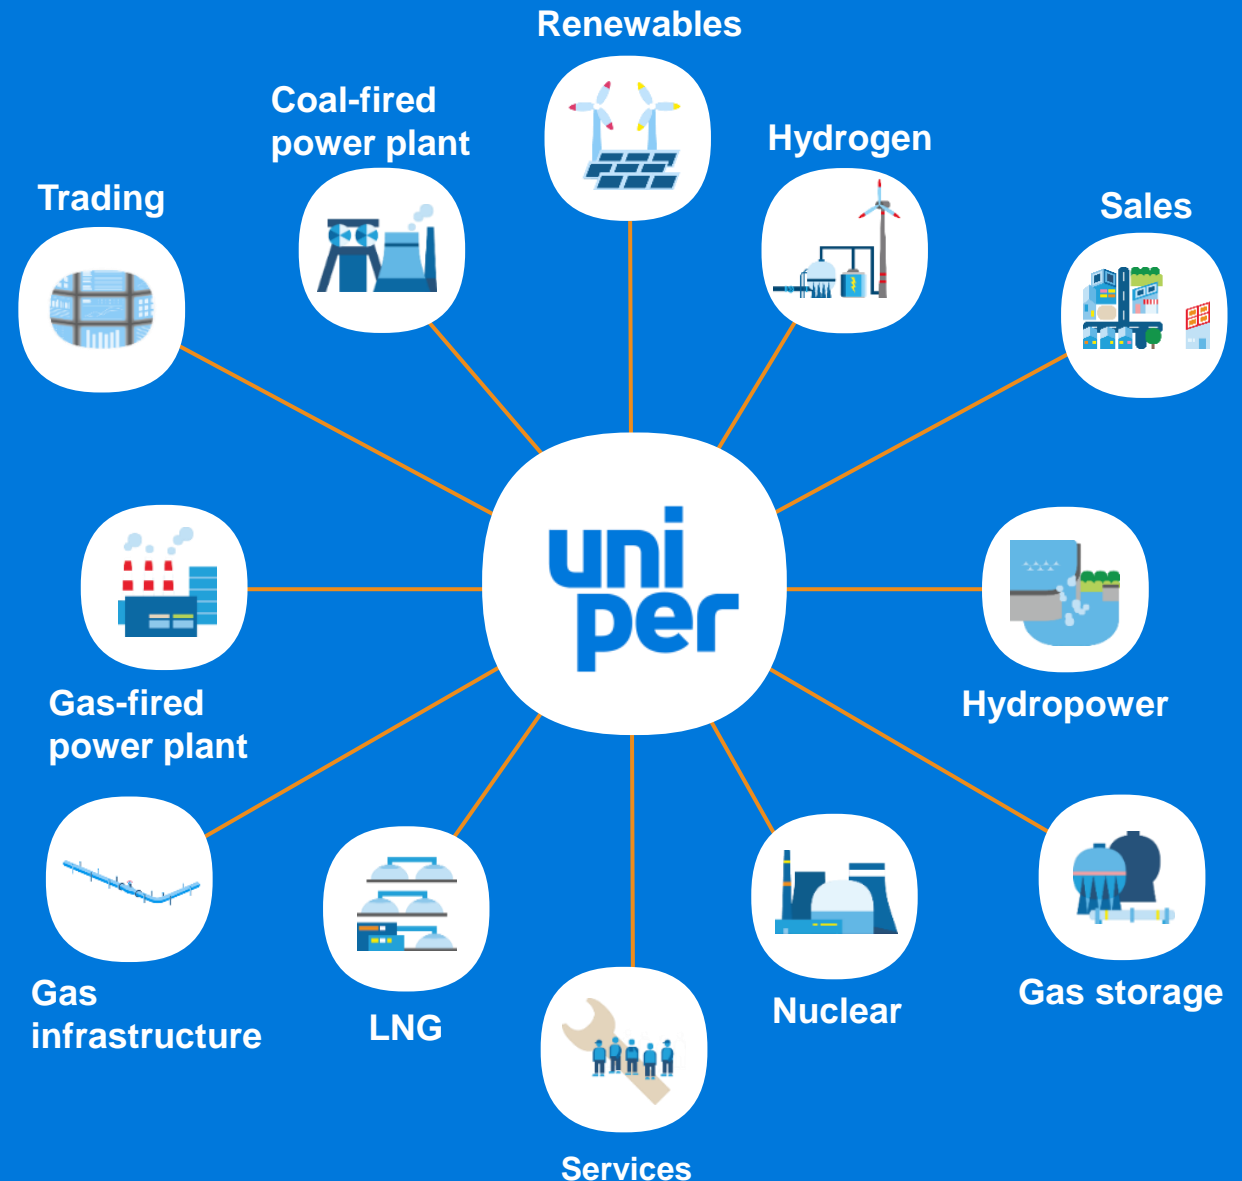 Renewables
Coal-fired
power plant
Hydrogen
Trading
Sales
uni
per
Gas-fired
power plant
Hydropower
Gas
infrastructure
LNG
Nuclear
Gas storage
Services